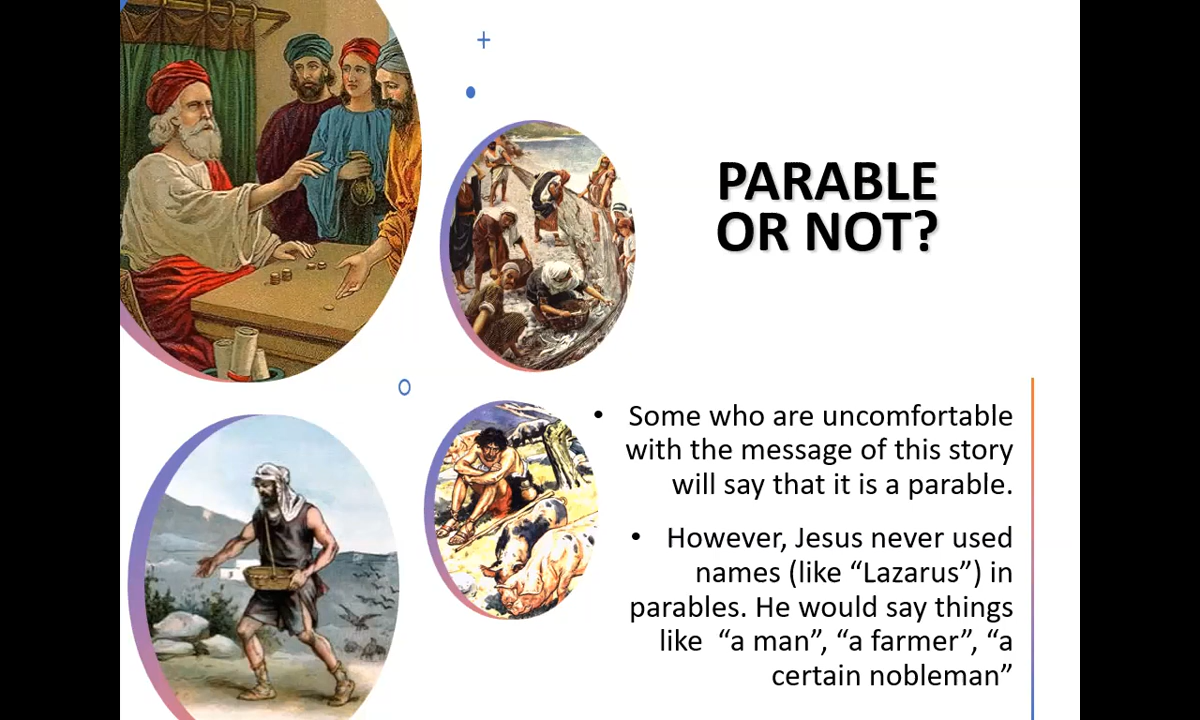 PARABLE
OR NOT?
• Some who are uncomfortable
with the message of this story
will say that it is a parable.
• However, Jesus never used
names (like “Lazarus”) in
parables. He would say things
like “a man”, “a farmer”, “a
certain nobleman”